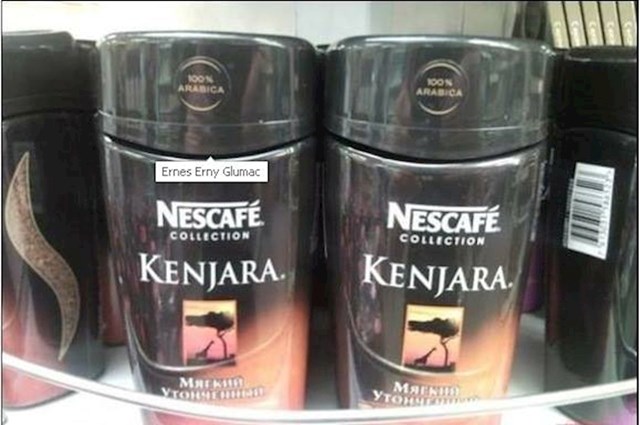 100%
ARABICA
100%
ARABICA
Ernes Erny Glumac
NESCAFÉ
COLLECTION
KENJARA
NESCAFÉ
COLLECTION
KENJARA
Мягкий
утонченный
Мягкий
утонченный